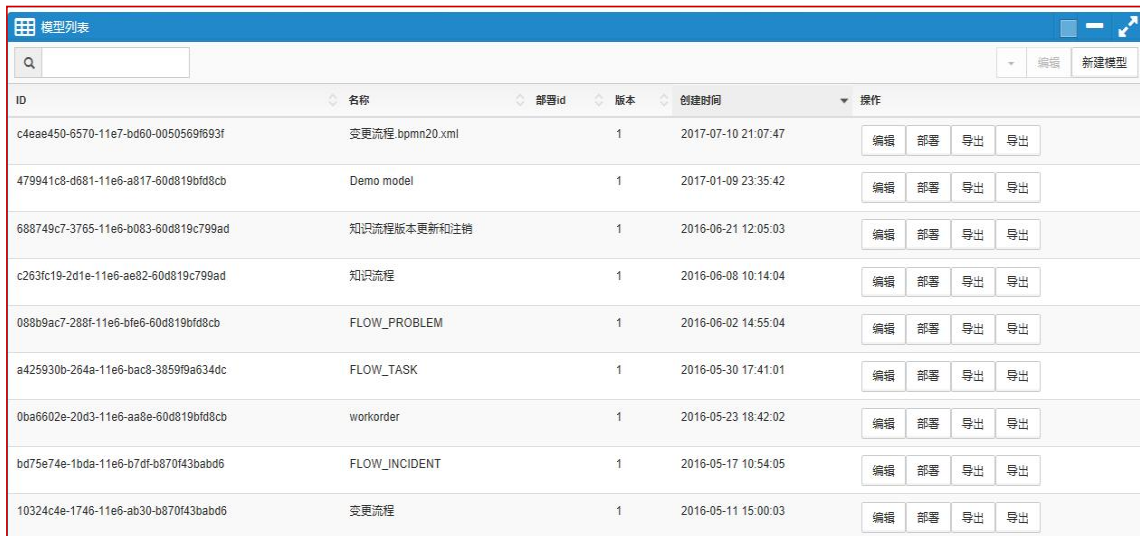 模型列表
编辑 新建模型
ID 名称 部署id 版本 创建时间 操作
c4eae450-6570-11e7-bd60-0050569f693f 变更流程.bpmn20.xml 1 2017-07-10 21:07:47 编辑 部署 导出 导出
479941c8-d681-11e6-a817-60d819bfd8cb Demo model 1 2017-01-09 23:35:42 编辑 部署 导出 导出
688749c7-3765-11e6-b083-60d819c799ad 知识流程版本更新和注销 1 2016-06-21 12:05:03 编辑 部署 导出 导出
c263fc19-2d1e-11e6-ae82-60d819c799ad 知识流程 1 2016-06-08 10:14:04 编辑 部署 导出 导出
088b9ac7-288f-11e6-bfe6-60d819bfd8cb FLOW_PROBLEM 1 2016-06-02 14:55:04 编辑 部署 导出 导出
a425930b-264a-11e6-bac8-3859f9a634dc FLOW_TASK 1 2016-05-30 17:41:01 编辑 部署 导出 导出
0ba6602e-20d3-11e6-aa8e-60d819bfd8cb workorder 1 2016-05-23 18:42:02 编辑 部署 导出 导出
bd75e74e-1bda-11e6-b7df-b870f43babd6 FLOW_INCIDENT 1 2016-05-17 10:54:05 编辑 部署 导出 导出
10324c4e-1746-11e6-ab30-b870f43babd6 变更流程 1 2016-05-11 15:00:03 编辑 部署 导出 导出